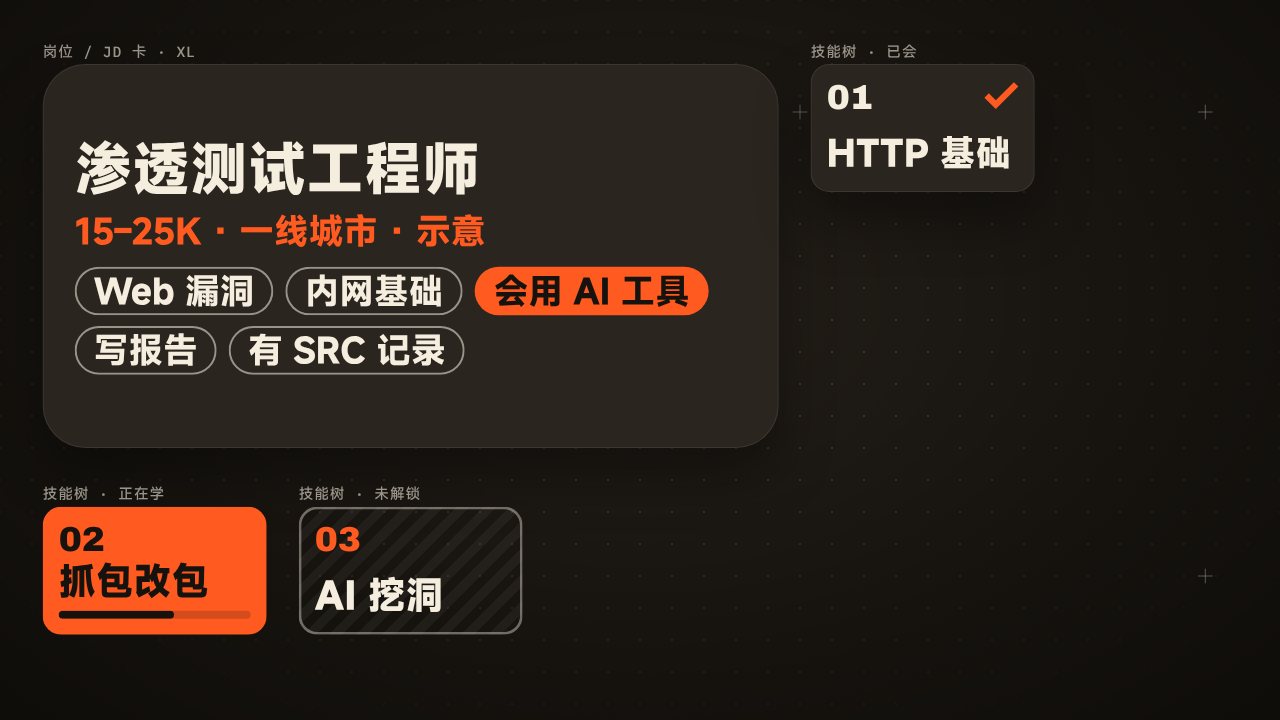 岗位 / JD 卡 · XL
渗透测试工程师
15–25K · 一线城市 · 示意
Web 漏洞
内网基础
会用 AI 工具
写报告
有 SRC 记录
技能树 · 已会
01
HTTP 基础
技能树 · 正在学
02
抓包改包
技能树 · 未解锁
03
AI 挖洞